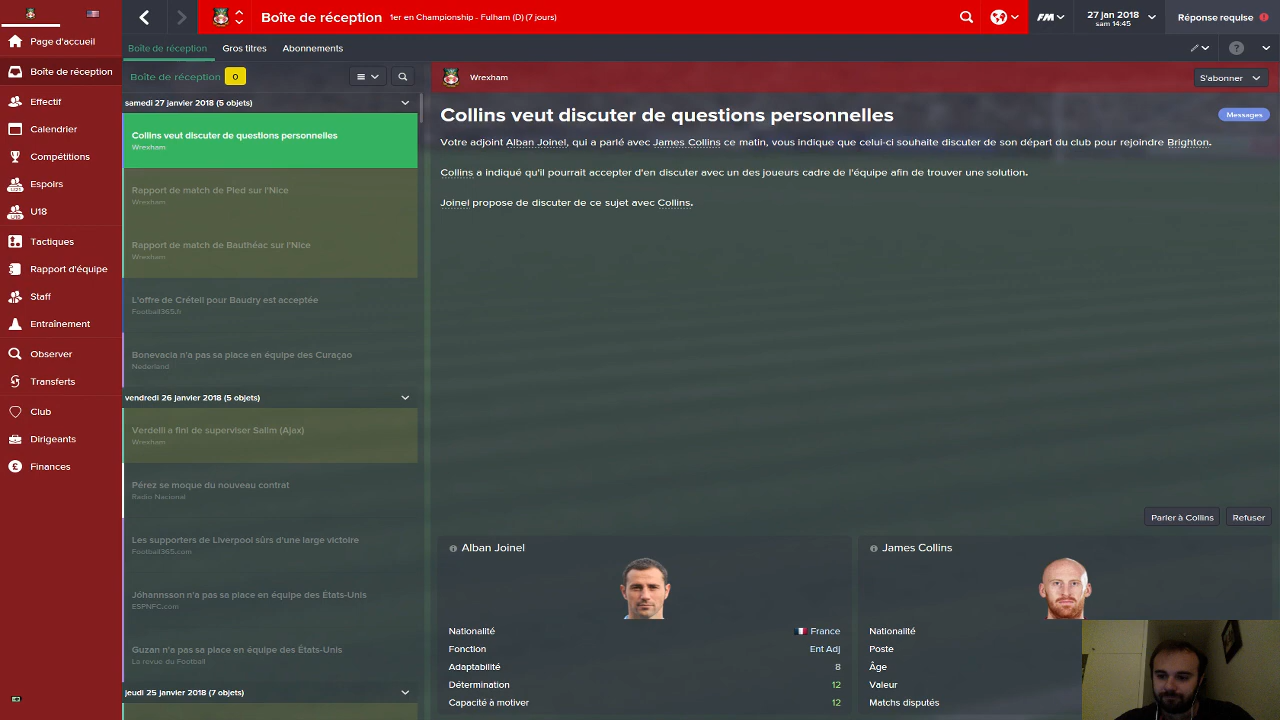 Boîte de réception
1er en Championship - Fulham (D) (7 jours)
FM
27 jan 2018
sam 14:45
Réponse requise
Page d'accueil
Boîte de réception
Effectif
Calendrier
Compétitions
Espoirs
U21
U18
U18
Tactiques
Rapport d'équipe
Staff
Entraînement
Observer
Transferts
Club
Dirigeants
Finances
Boîte de réception
Gros titres
Abonnements
Boîte de réception 0
samedi 27 janvier 2018 (5 objets)
Collins veut discuter de questions personnelles
Wrexham
Rapport de match de Pied sur l'Nice
Wrexham
Rapport de match de Bauthéac sur l'Nice
Wrexham
L'offre de Créteil pour Baudry est acceptée
Football365.fr
Bonevacia n'a pas sa place en équipe des Curaçao
Nederland
vendredi 26 janvier 2018 (5 objets)
Verdelli a fini de superviser Salim (Ajax)
Wrexham
Pérez se moque du nouveau contrat
Radio Nacional
Les supporters de Liverpool sûrs d'une large victoire
Football365.com
Jóhannsson n'a pas sa place en équipe des États-Unis
ESPNFC.com
Guzan n'a pas sa place en équipe des États-Unis
La revue du Football
jeudi 25 janvier 2018 (7 objets)
Wrexham
S'abonner
Collins veut discuter de questions personnelles
Messages
Votre adjoint Alban Joinel, qui a parlé avec James Collins ce matin, vous indique que celui-ci souhaite discuter de son départ du club pour rejoindre Brighton.
Collins a indiqué qu'il pourrait accepter d'en discuter avec un des joueurs cadre de l'équipe afin de trouver une solution.
Joinel propose de discuter de ce sujet avec Collins.
Parler à Collins
Refuser
Alban Joinel
Nationalité France
Fonction Ent Adj
Adaptabilité 8
Détermination 12
Capacité à motiver 12
James Collins
Nationalité
Poste
Âge
Valeur
Matchs disputés